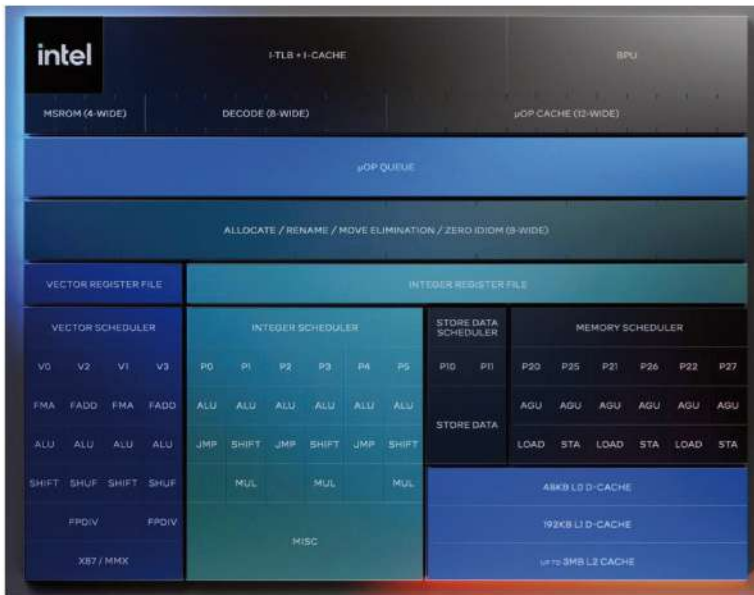 intel
I-TLB + I-CACHE BPU
MSROM (4-WIDE) DECODE (8-WIDE) μOP CACHE (12-WIDE)
μOP QUEUE
ALLOCATE / RENAME / MOVE ELIMINATION / ZERO IDIOM (8-WIDE)
VECTOR REGISTER FILE INTEGER REGISTER FILE
VECTOR SCHEDULER INTEGER SCHEDULER STORE DATA SCHEDULER MEMORY SCHEDULER
V0 V2 V1 V3 P0 P1 P2 P3 P4 P5 P10 P11 P20 P25 P21 P26 P22 P27
FMA FADD FMA FADD ALU ALU ALU ALU ALU ALU STORE DATA AGU AGU AGU AGU AGU AGU
ALU ALU ALU ALU JMP SHIFT JMP SHIFT JMP SHIFT LOAD STA LOAD STA LOAD STA
SHIFT SHUF SHIFT SHUF MUL MUL MUL 48KB L0 D-CACHE
FPDIV FPDIV 192KB L1 D-CACHE
MISC
X87 / MMX UP TO 3MB L2 CACHE